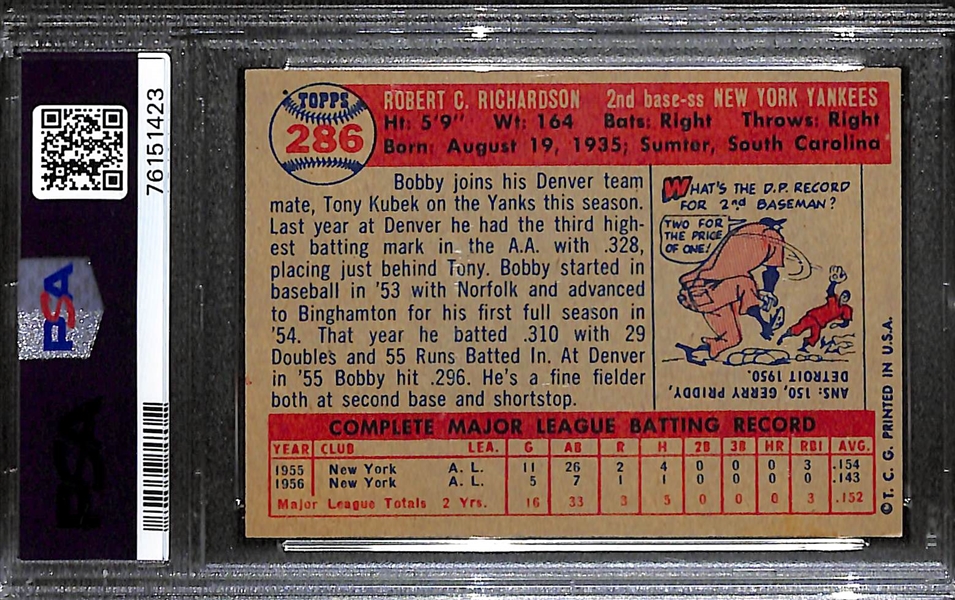 76151423
PSA
PSA
TOPPS
286
ROBERT C. RICHARDSON 2nd base-ss NEW YORK YANKEES
Ht: 5'9" Wt: 164 Bats: Right Throws: Right
Born: August 19, 1935; Sumter, South Carolina
Bobby joins his Denver team
mate, Tony Kubek on the Yanks this season.
Last year at Denver he had the third high-
est batting mark in the A.A. with .328,
placing just behind Tony. Bobby started in
baseball in '53 with Norfolk and advanced
to Binghamton for his first full season in
'54. That year he batted .310 with 29
Doubles and 55 Runs Batted In. At Denver
in '55 Bobby hit .296. He's a fine fielder
both at second base and shortstop.
WHAT'S THE D.P. RECORD
FOR 2nd BASEMAN?
TWO FOR
THE PRICE
OF ONE!
ANS: 150, GERRY PRIDDY,
DETROIT 1950.
COMPLETE MAJOR LEAGUE BATTING RECORD
YEAR CLUB LEA. G AB R H 2B 3B HR RBI AVG.
1955 New York A. L. 11 26 2 4 0 0 0 3 .154
1956 New York A. L. 5 7 1 1 0 0 0 0 .143
Major League Totals 2 Yrs. 16 33 3 5 0 0 0 3 .152
© T. C. G. PRINTED IN U.S.A.